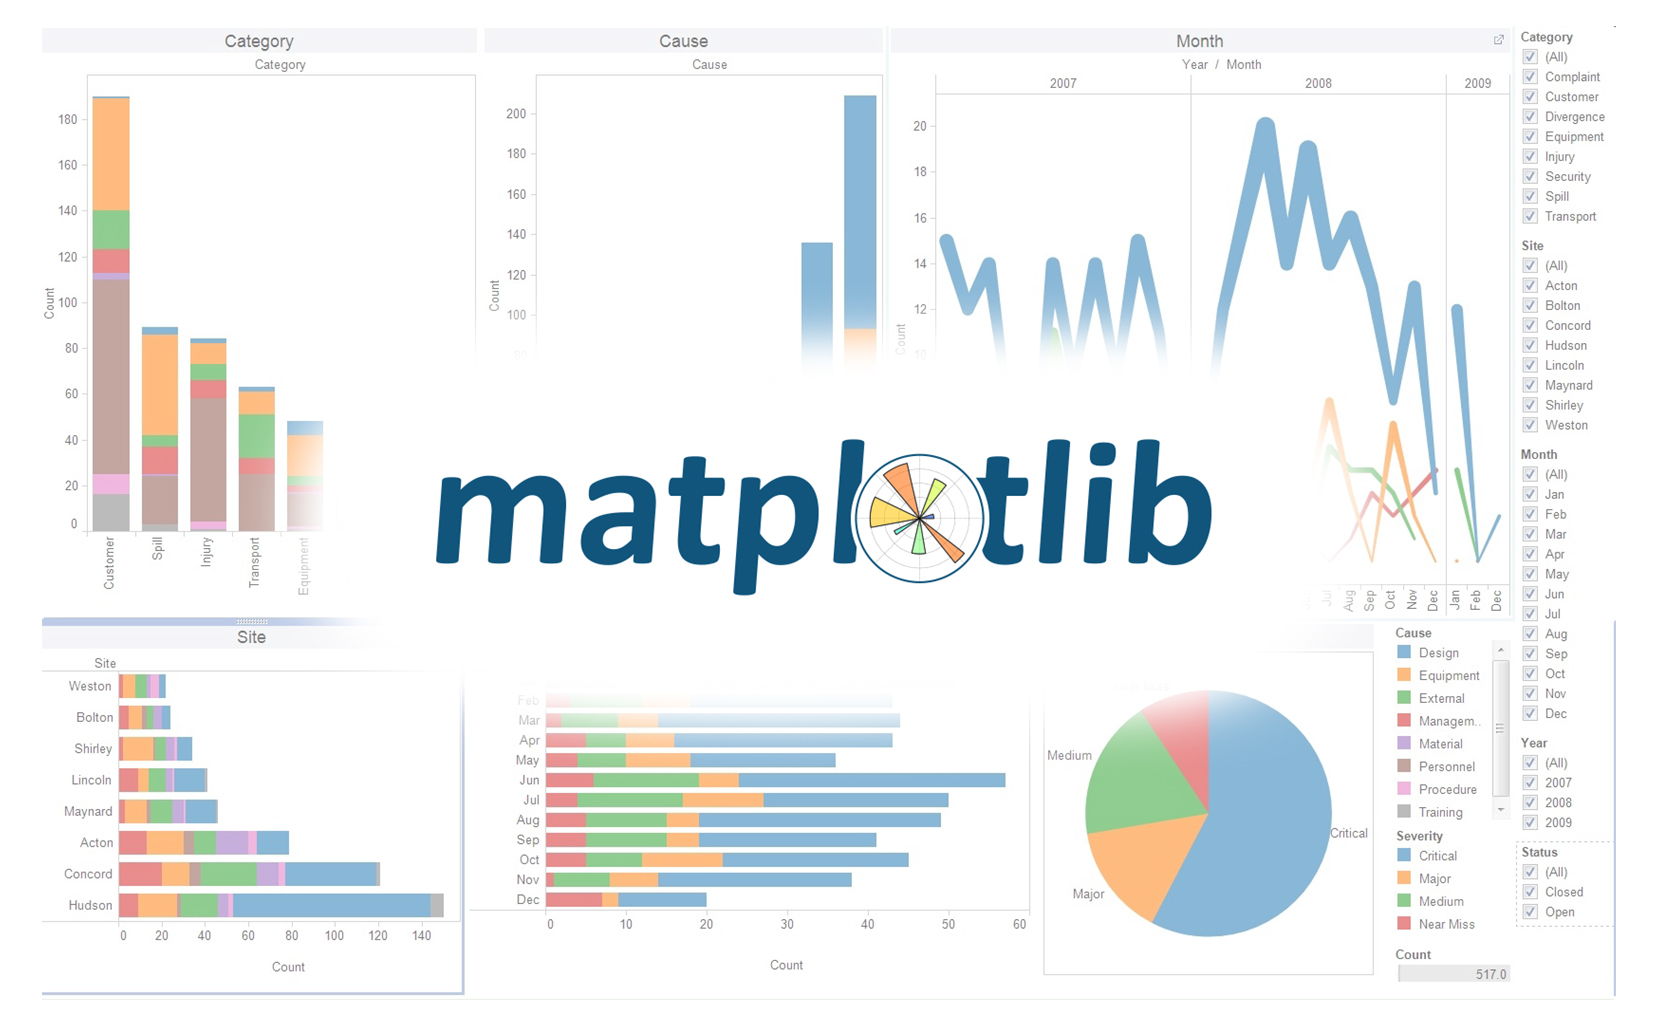 Category
Category
180
160
140
120
100
80
60
40
20
0
Count
Customer
Spill
Injury
Transport
Equipment
Cause
Cause
200
180
160
140
120
100
80
Count
Month
Year / Month
2007 2008 2009
20
18
16
14
12
10
Count
Jul
Aug
Sep
Oct
Nov
Dec
Jan
Feb
Dec
Category
(All)
Complaint
Customer
Divergence
Equipment
Injury
Security
Spill
Transport
Site
(All)
Acton
Bolton
Concord
Hudson
Lincoln
Maynard
Shirley
Weston
Month
(All)
Jan
Feb
Mar
Apr
May
Jun
Jul
Aug
Sep
Oct
Nov
Dec
Year
(All)
2007
2008
2009
Status
(All)
Closed
Open
matplotlib
Site
Site
Weston
Bolton
Shirley
Lincoln
Maynard
Acton
Concord
Hudson
0 20 40 60 80 100 120 140
Count
Feb
Mar
Apr
May
Jun
Jul
Aug
Sep
Oct
Nov
Dec
0 10 20 30 40 50 60
Count
Medium
Critical
Major
Cause
Design
Equipment
External
Managem..
Material
Personnel
Procedure
Training
Severity
Critical
Major
Medium
Near Miss
Count
517.0